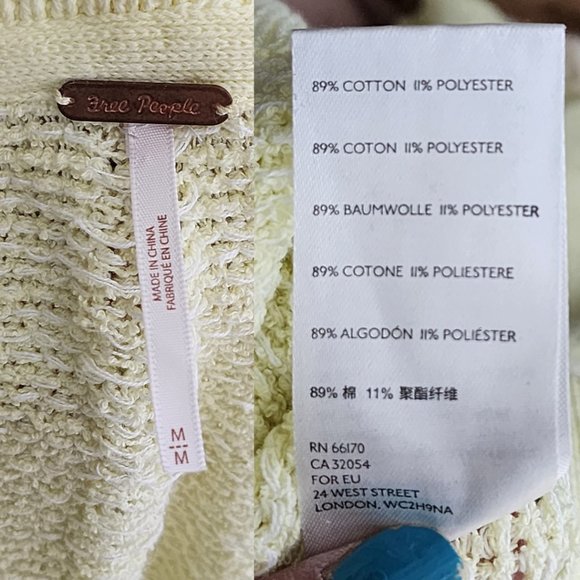 Free People
MADE IN CHINA
FABRIQUÉ EN CHINE
M
M
89% COTTON 11% POLYESTER
89% COTON 11% POLYESTER
89% BAUMWOLLE 11% POLYESTER
89% COTONE 11% POLIESTERE
89% ALGODÓN 11% POLIÉSTER
89% 棉 11% 聚酯纤维
RN 66170
CA 32054
FOR EU
24 WEST STREET
LONDON, WC2H9NA